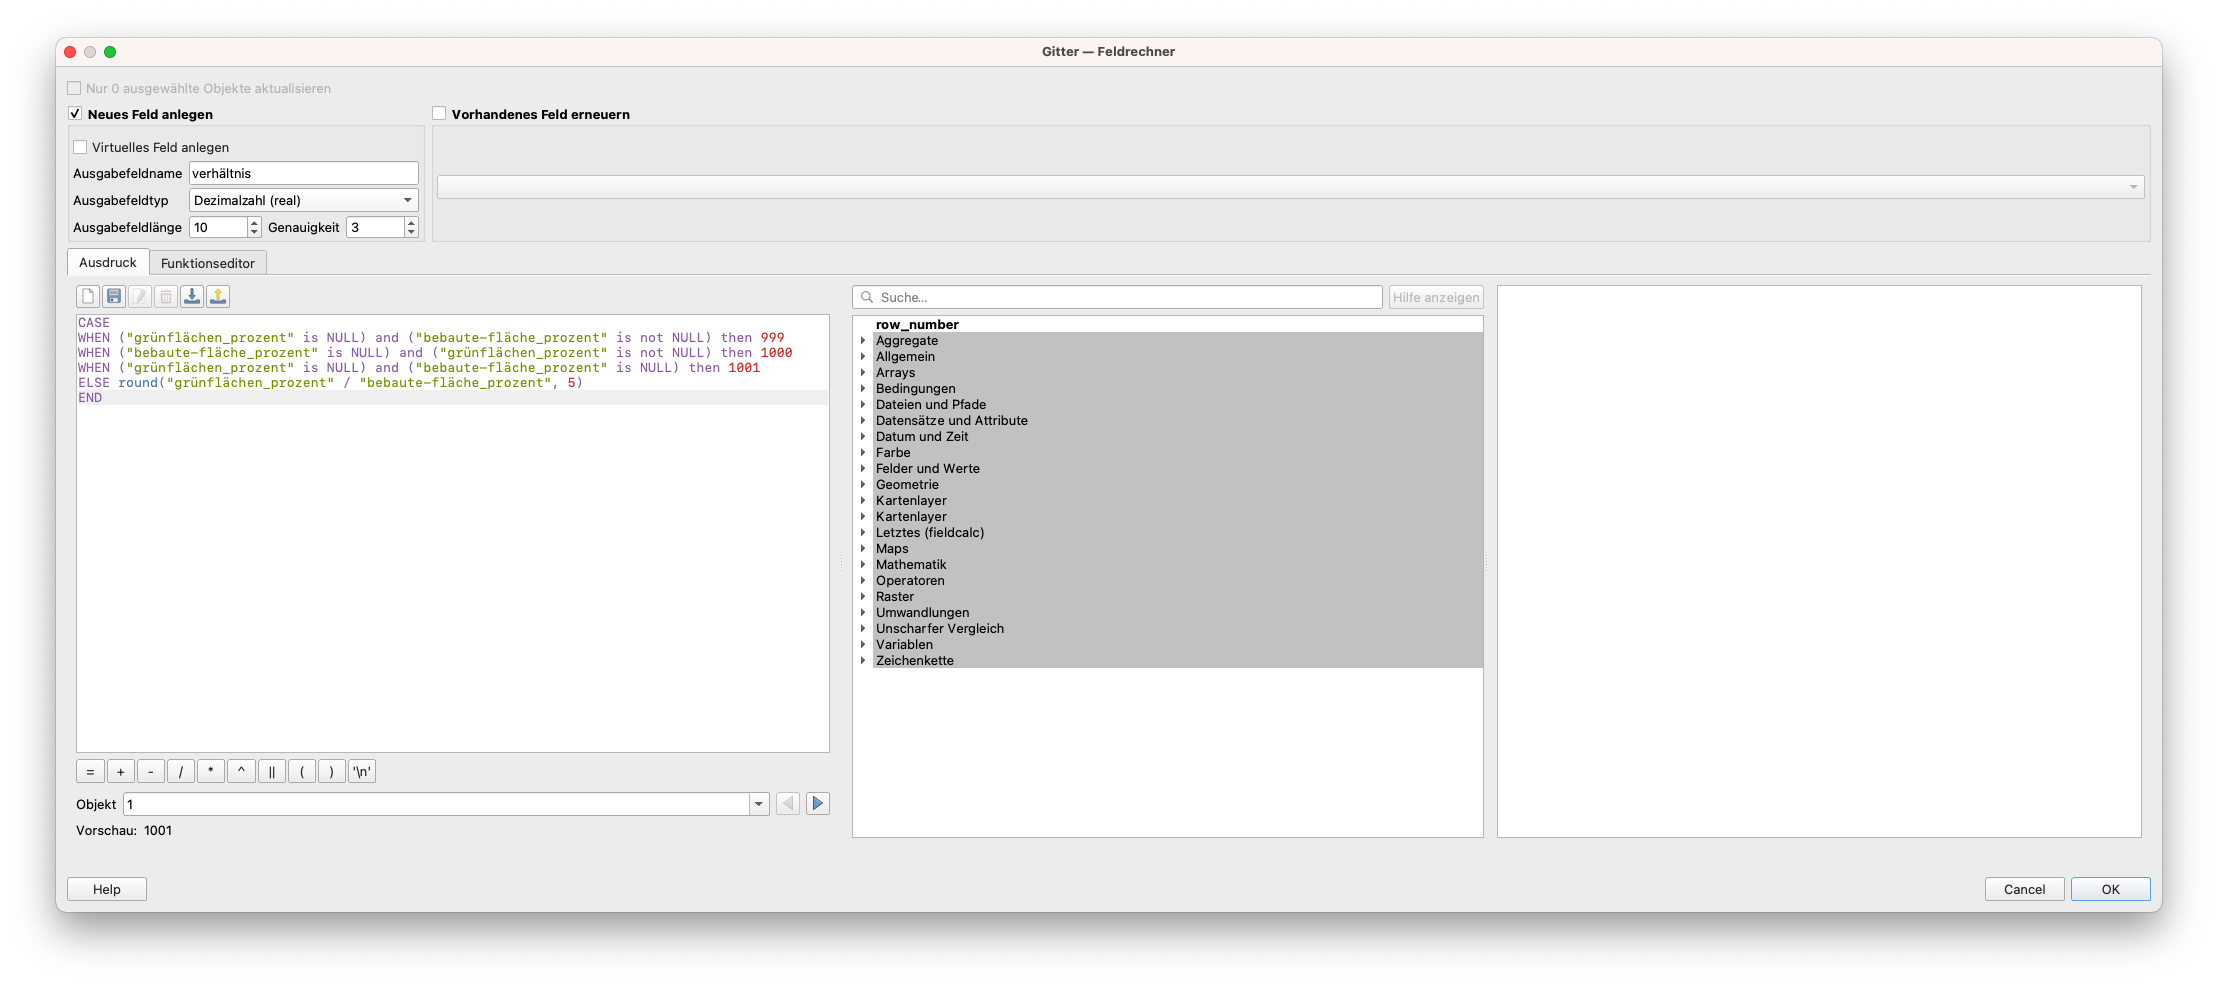 Gitter — Feldrechner
Nur 0 ausgewählte Objekte aktualisieren
Neues Feld anlegen
Vorhandenes Feld erneuern
Virtuelles Feld anlegen
Ausgabefeldname verhältnis
Ausgabefeldtyp Dezimalzahl (real)
Ausgabefeldlänge 10 Genauigkeit 3
Ausdruck Funktionseditor
CASE
WHEN ("grünflächen_prozent" is NULL) and ("bebaute-fläche_prozent" is not NULL) then 999
WHEN ("bebaute-fläche_prozent" is NULL) and ("grünflächen_prozent" is not NULL) then 1000
WHEN ("grünflächen_prozent" is NULL) and ("bebaute-fläche_prozent" is NULL) then 1001
ELSE round("grünflächen_prozent" / "bebaute-fläche_prozent", 5)
END
= + - / * ^ || ( ) '\n'
Objekt 1
Vorschau: 1001
Suche... Hilfe anzeigen
row_number
Aggregate
Allgemein
Arrays
Bedingungen
Dateien und Pfade
Datensätze und Attribute
Datum und Zeit
Farbe
Felder und Werte
Geometrie
Kartenlayer
Kartenlayer
Letztes (fieldcalc)
Maps
Mathematik
Operatoren
Raster
Umwandlungen
Unscharfer Vergleich
Variablen
Zeichenkette
Help
Cancel OK